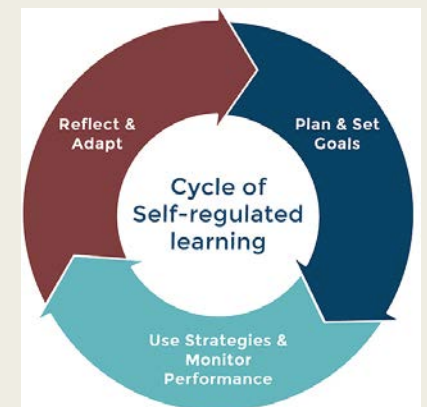 Cycle of
Self-regulated
learning
Plan & Set
Goals
Use Strategies &
Monitor
Performance
Reflect &
Adapt